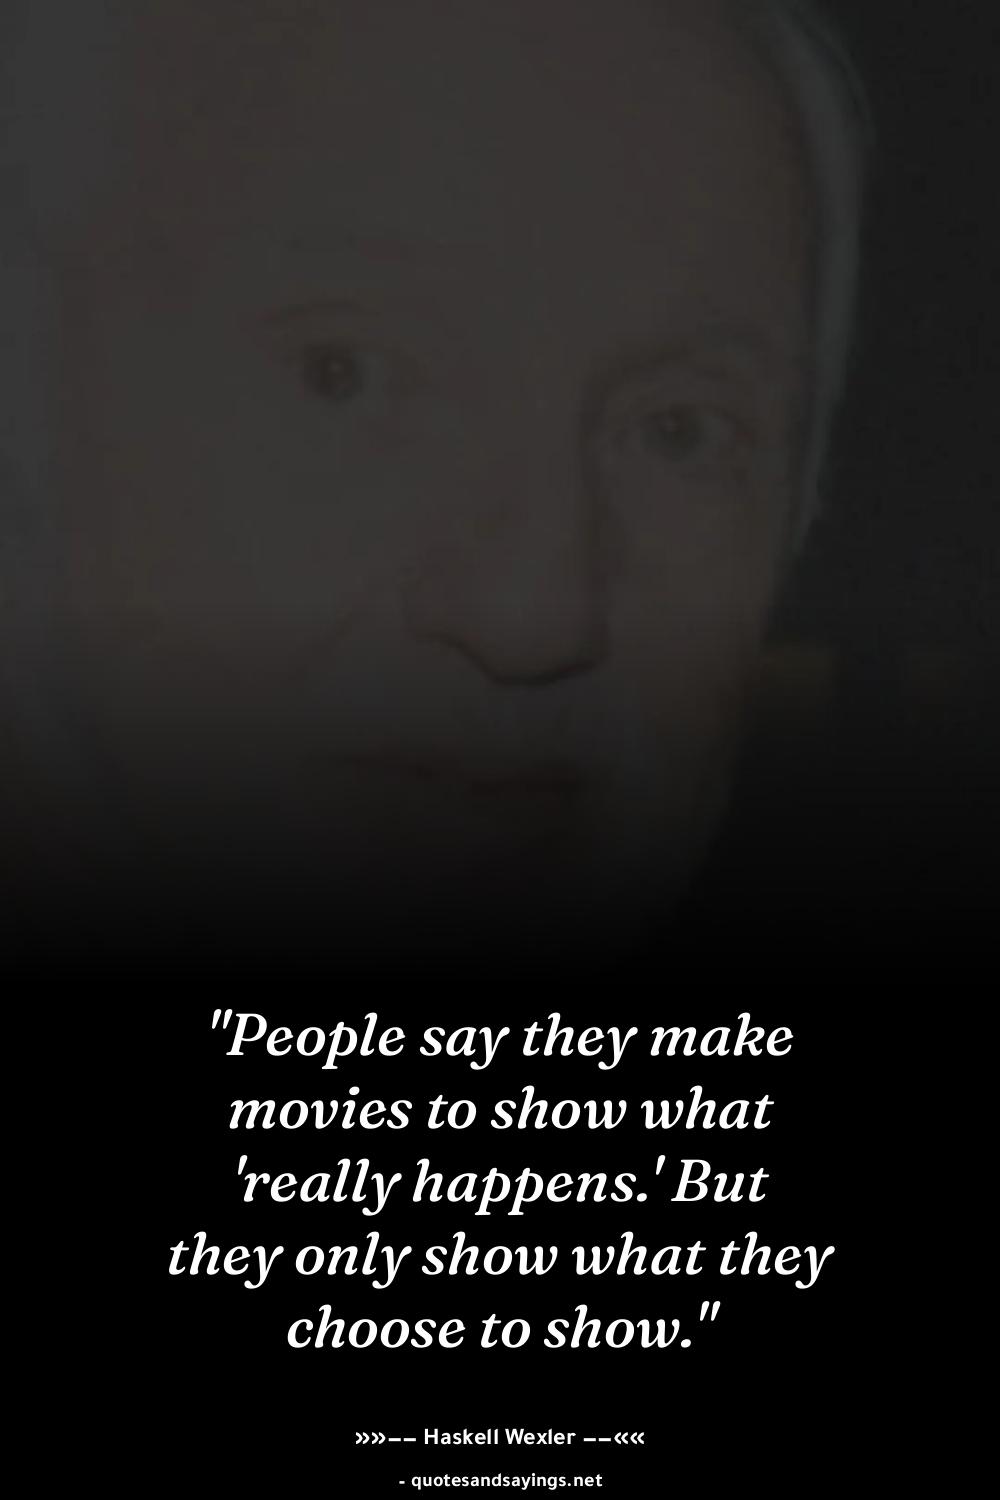 "People say they make
movies to show what
'really happens.' But
they only show what they
choose to show."
»»–– Haskell Wexler ––««
- quotesandsayings.net